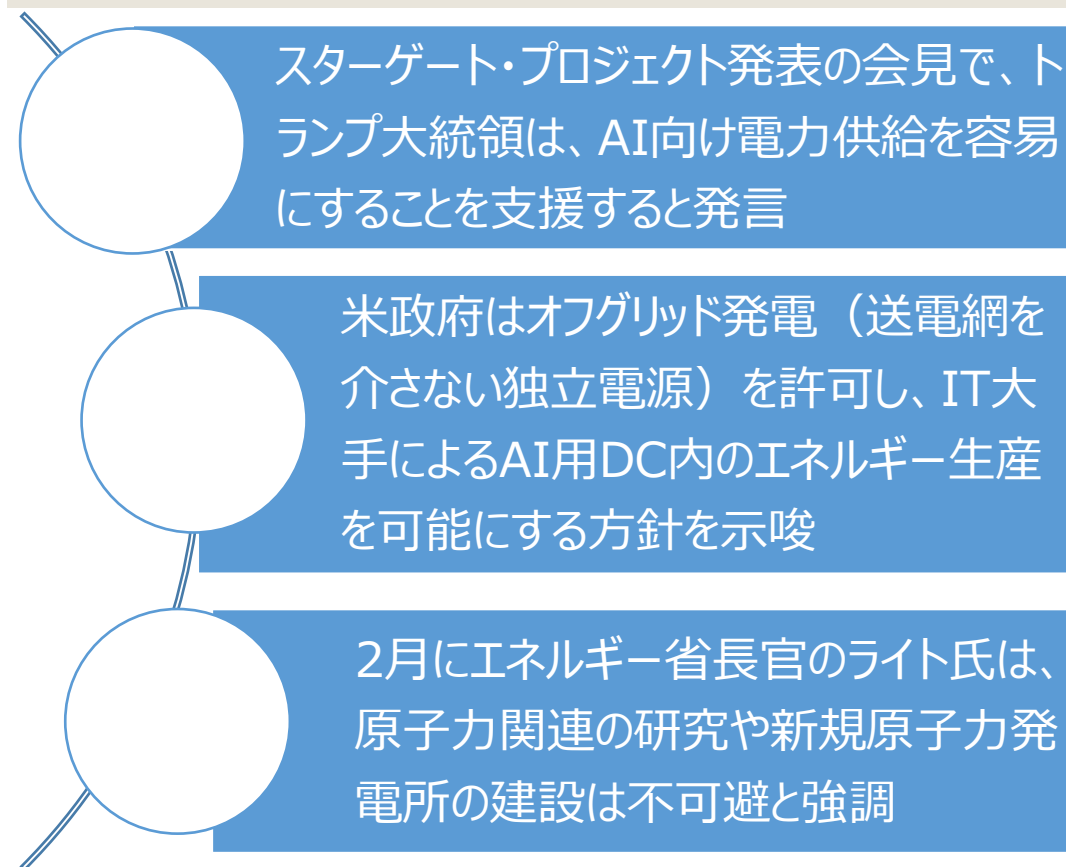 スターゲート・プロジェクト発表の会見で、ト
ランプ大統領は、AI向け電力供給を容易
にすることを支援すると発言
米政府はオフグリッド発電（送電網を
介さない独立電源）を許可し、IT大
手によるAI用DC内のエネルギー生産
を可能にする方針を示唆
2月にエネルギー省長官のライト氏は、
原子力関連の研究や新規原子力発
電所の建設は不可避と強調